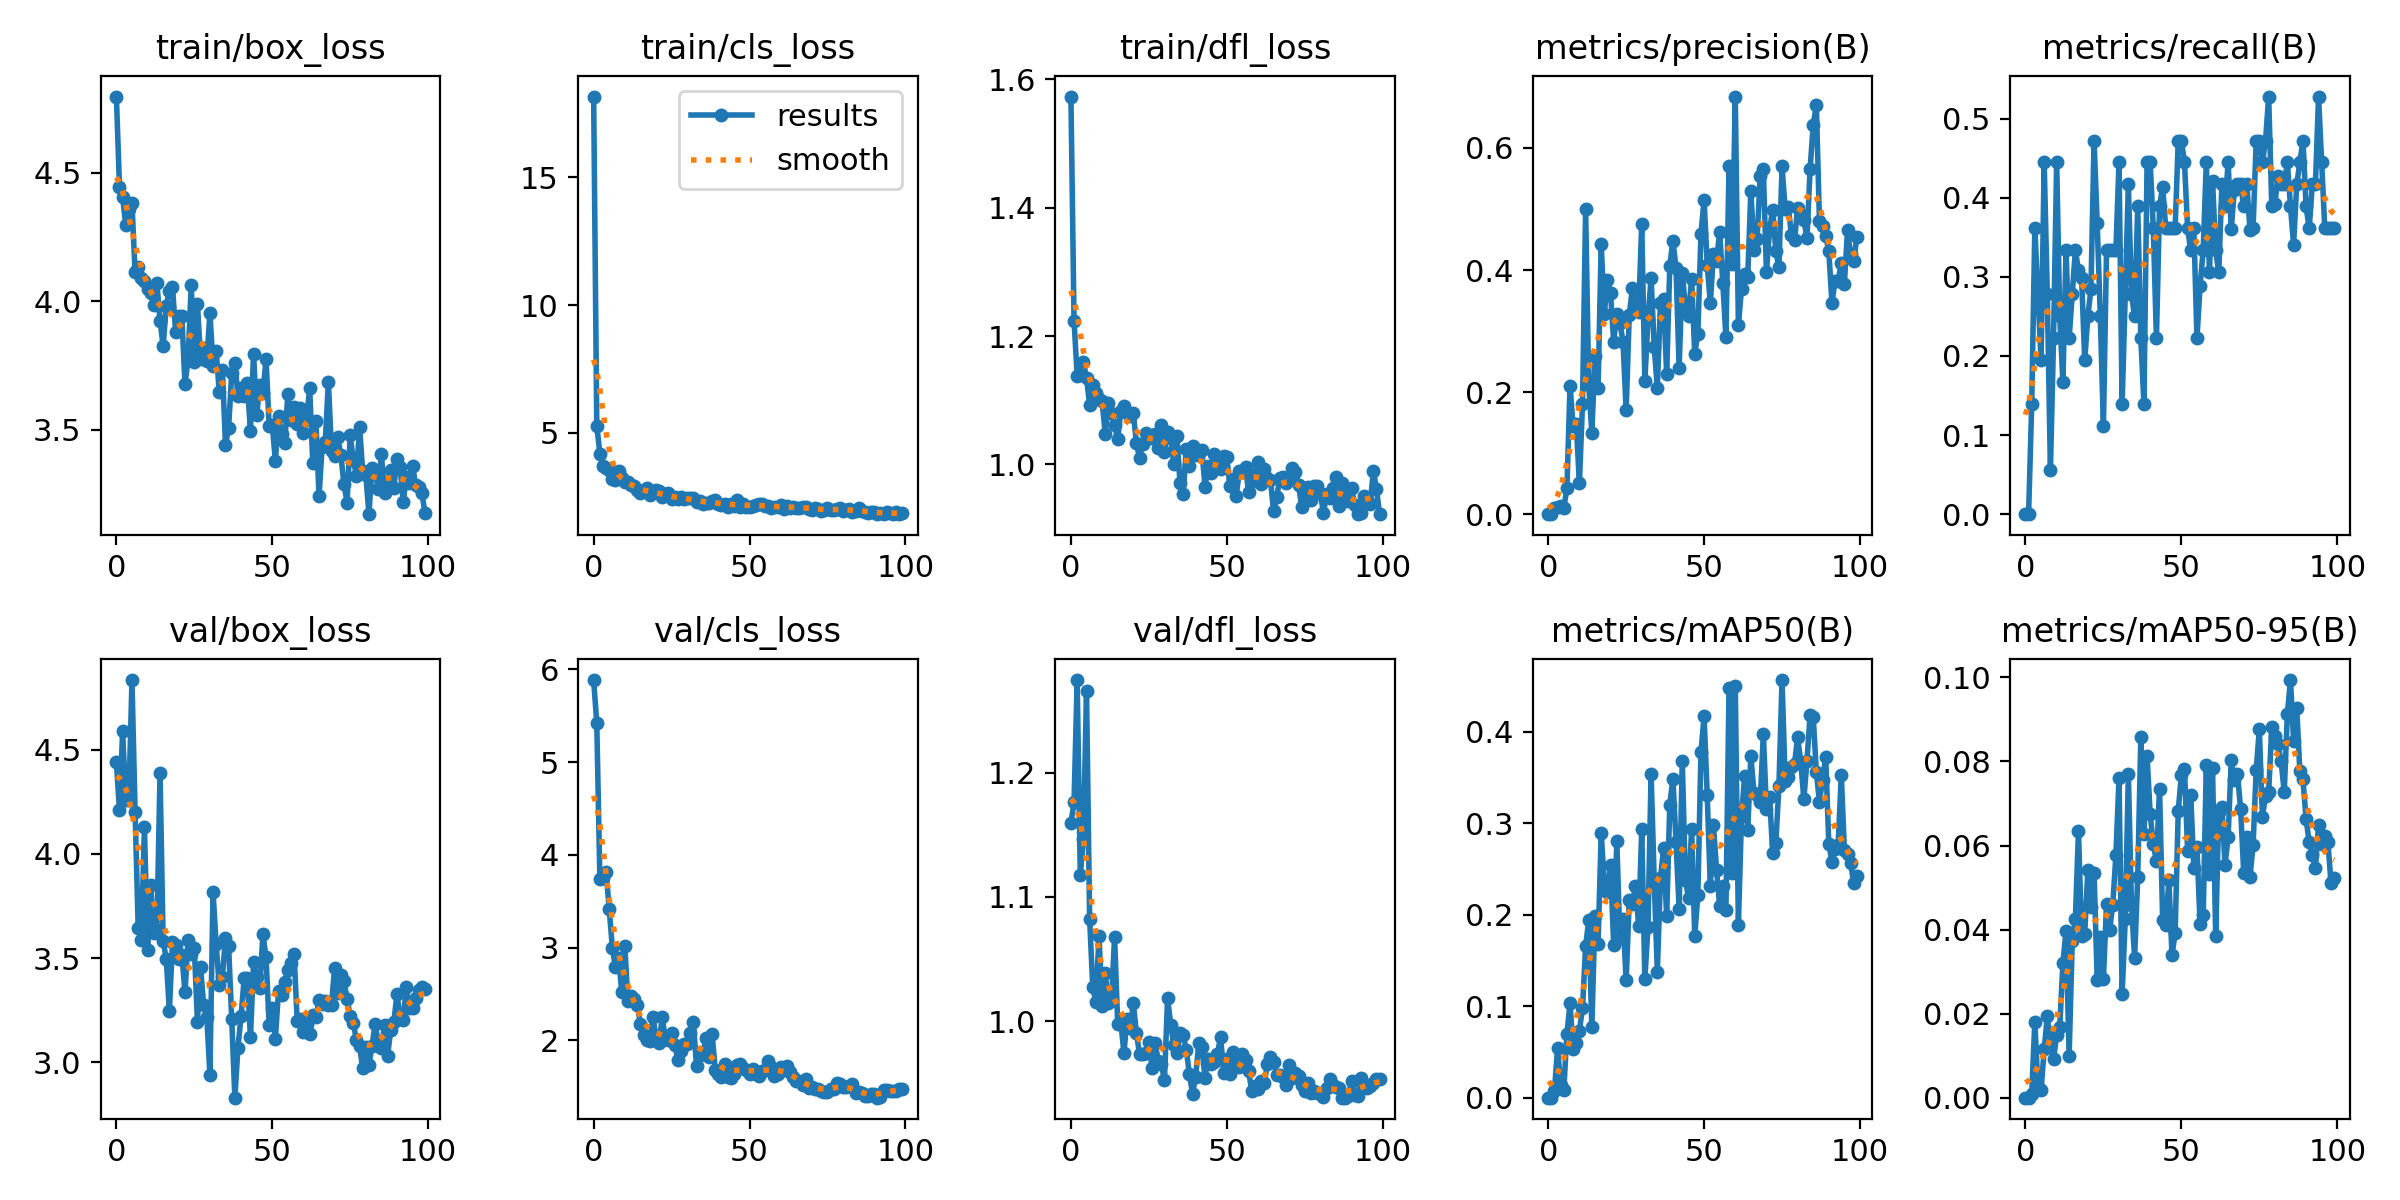 train/box_loss
train/cls_loss
train/dfl_loss
metrics/precision(B)
metrics/recall(B)
4.5
4.0
3.5
0 50 100
results
smooth
15
10
5
0 50 100
1.6
1.4
1.2
1.0
0 50 100
0.6
0.4
0.2
0.0
0 50 100
0.5
0.4
0.3
0.2
0.1
0.0
0 50 100
val/box_loss
val/cls_loss
val/dfl_loss
metrics/mAP50(B)
metrics/mAP50-95(B)
4.5
4.0
3.5
3.0
0 50 100
6
5
4
3
2
0 50 100
1.2
1.1
1.0
0 50 100
0.4
0.3
0.2
0.1
0.0
0 50 100
0.10
0.08
0.06
0.04
0.02
0.00
0 50 100